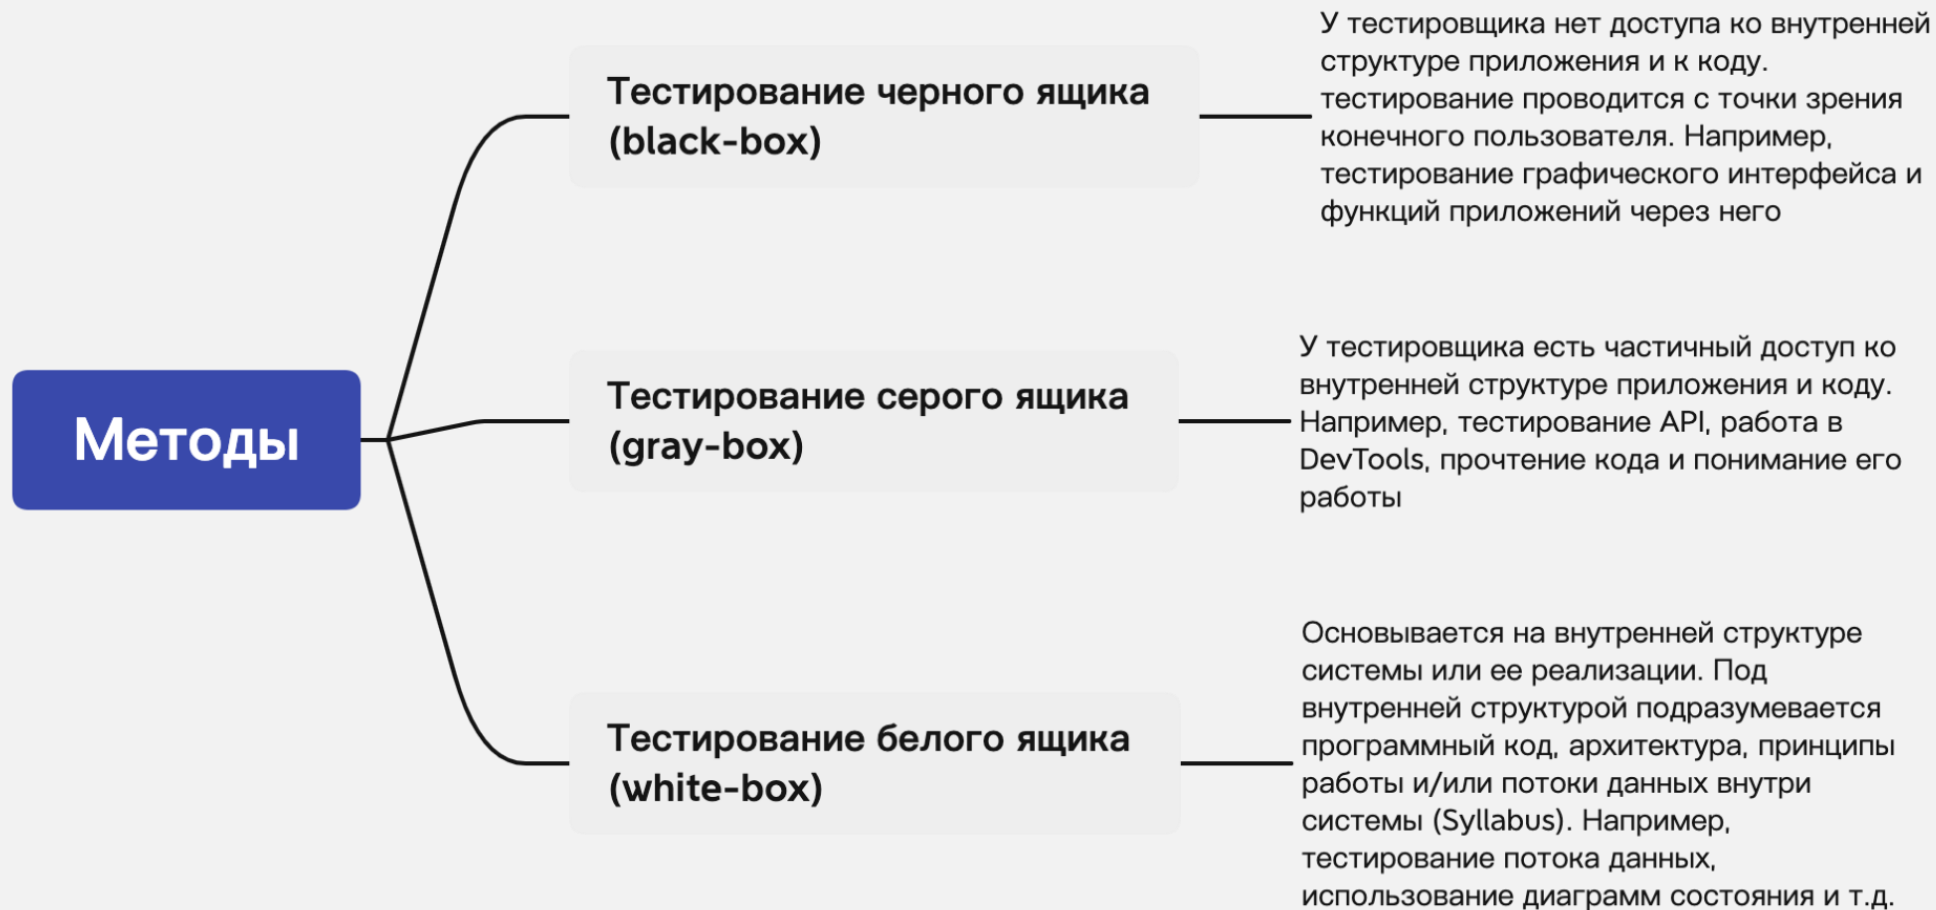 У тестировщика нет доступа ко внутренней
структуре приложения и к коду.
тестирование проводится с точки зрения
конечного пользователя. Например,
тестирование графического интерфейса и
функций приложений через него
Тестирование черного ящика
(black-box)
У тестировщика есть частичный доступ ко
внутренней структуре приложения и коду.
Например, тестирование API, работа в
DevTools, прочтение кода и понимание его
работы
Тестирование серого ящика
(gray-box)
Методы
Основывается на внутренней структуре
системы или ее реализации. Под
внутренней структурой подразумевается
программный код, архитектура, принципы
работы и/или потоки данных внутри
системы (Syllabus). Например,
тестирование потока данных,
использование диаграмм состояния и т.д.
Тестирование белого ящика
(white-box)